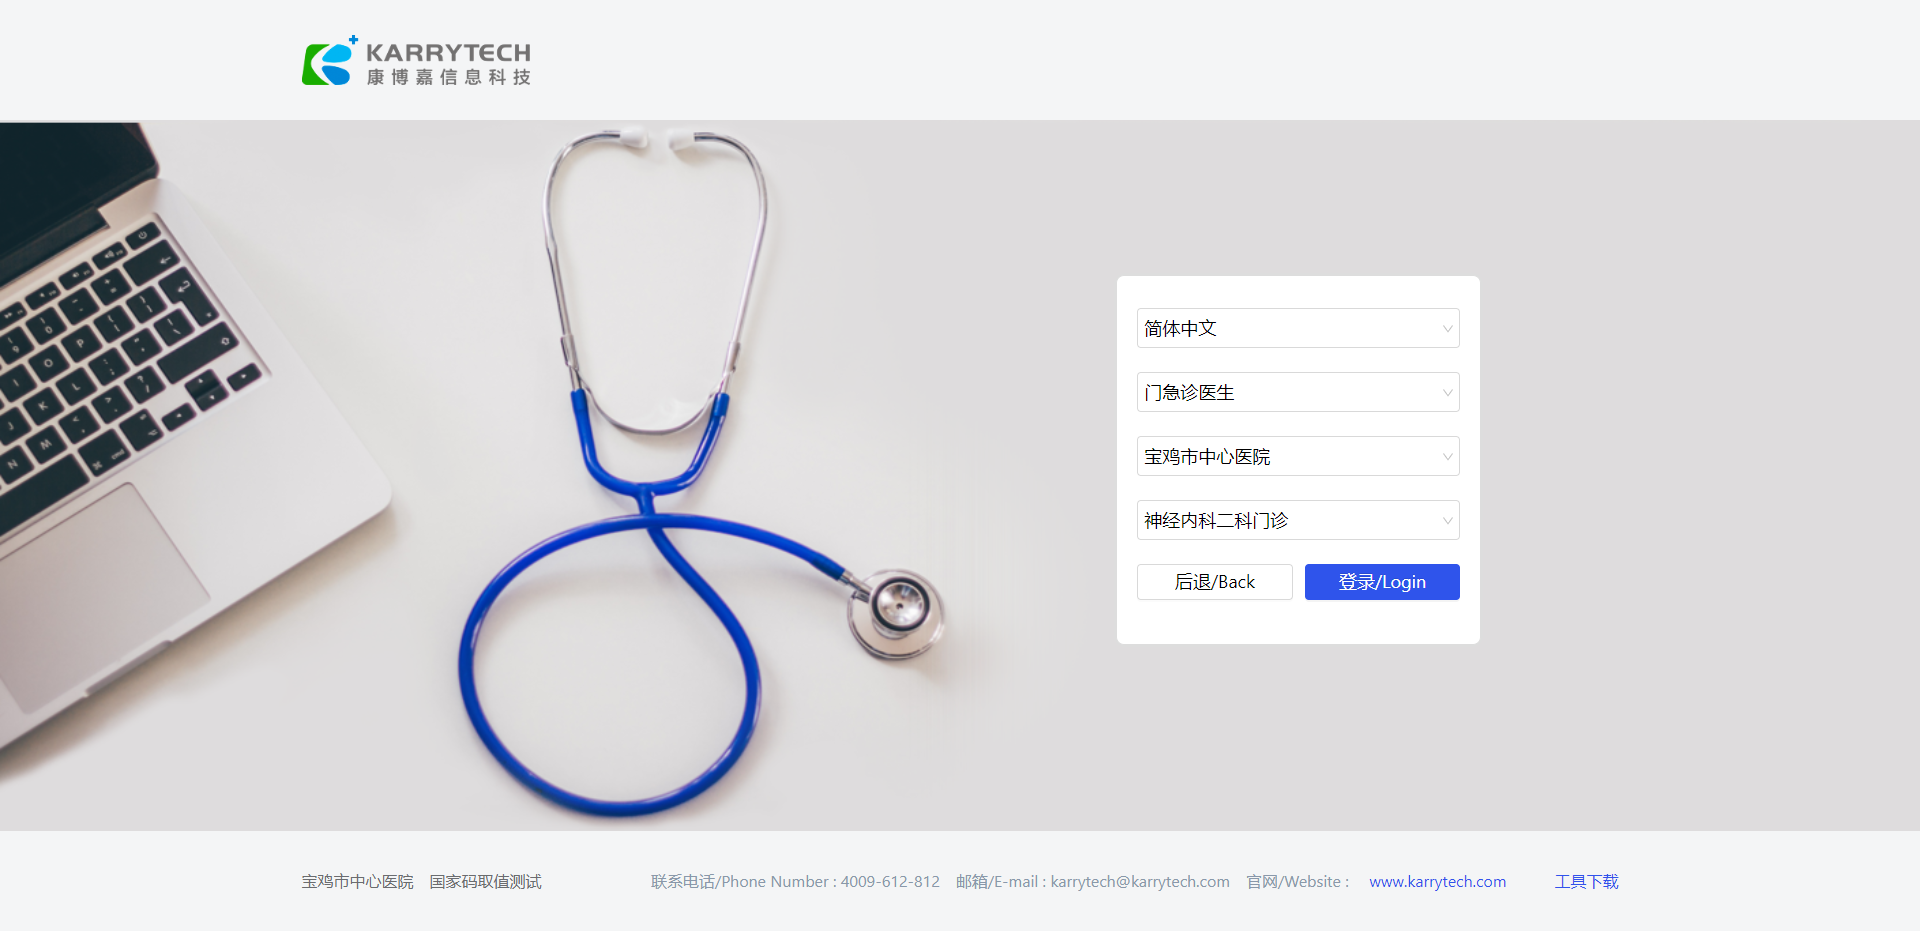 KARRYTECH
康博嘉信息科技
简体中文
门急诊医生
宝鸡市中心医院
神经内科二科门诊
后退/Back
登录/Login
宝鸡市中心医院 国家码取值测试 联系电话/Phone Number : 4009-612-812 邮箱/E-mail : karrytech@karrytech.com 官网/Website : www.karrytech.com 工具下载